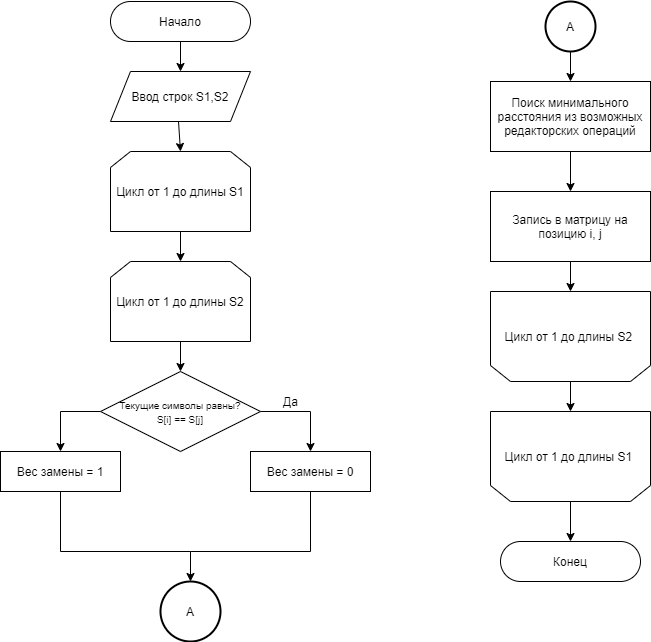 Начало
Ввод строк S1,S2
Цикл от 1 до длины S1
Цикл от 1 до длины S2
Текущие символы равны?
S[i] == S[j]
Да
Вес замены = 1
Вес замены = 0
A
A
Поиск минимального
расстояния из возможных
редакторских операций
Запись в матрицу на
позицию i, j
Цикл от 1 до длины S2
Цикл от 1 до длины S1
Конец